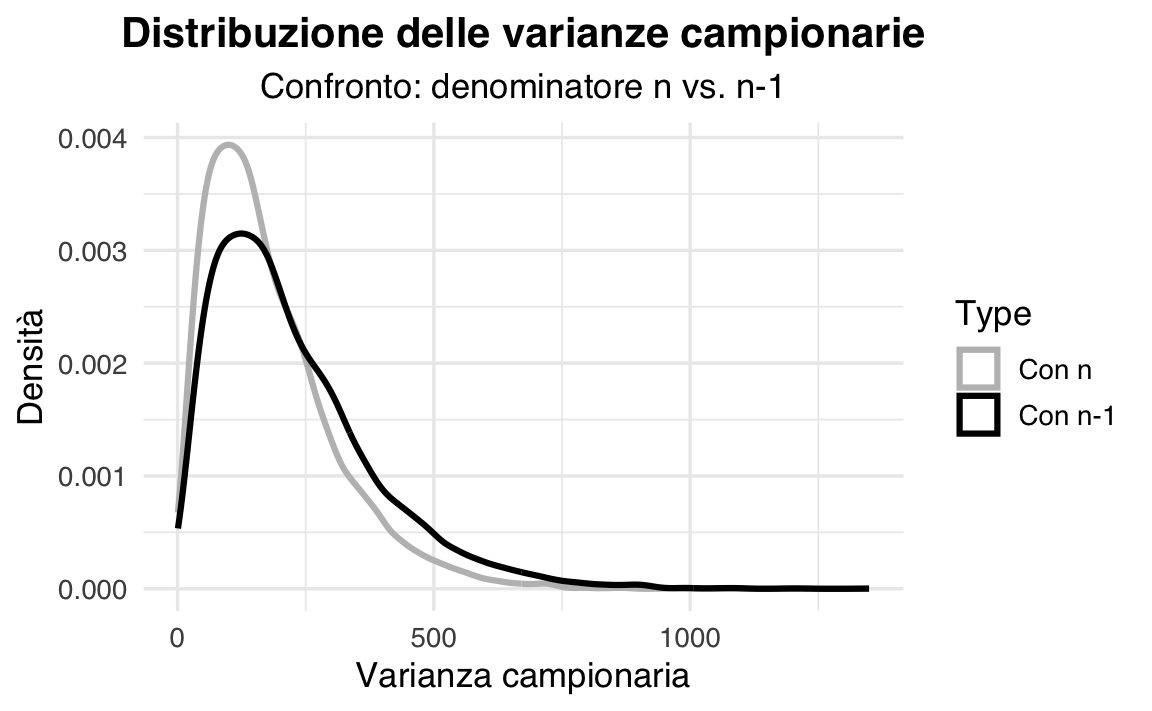 Distribuzione delle varianze campionarie
Confronto: denominatore n vs. n-1
Densità
0.004
0.003
0.002
0.001
0.000
0
500
1000
Varianza campionaria
Type
Con n
Con n-1